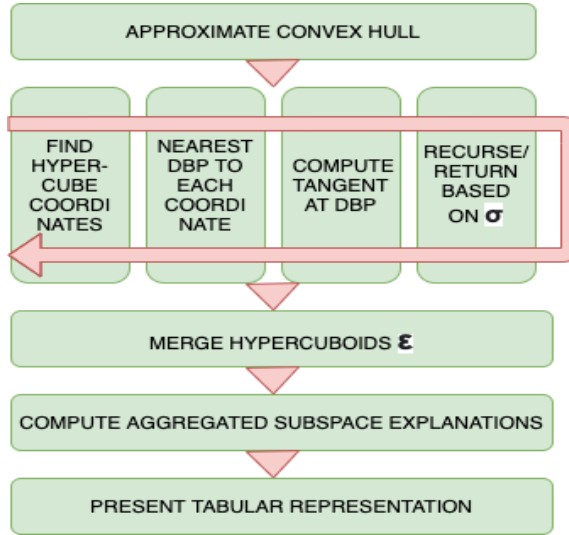 APPROXIMATE CONVEX HULL
FIND
HYPER-
CUBE
COORDI
NATES
NEAREST
DBP TO
EACH
COORDI
NATE
COMPUTE
TANGENT
AT DBP
RECURSE/
RETURN
BASED
ON σ
MERGE HYPERCUBOIDS ε
COMPUTE AGGREGATED SUBSPACE EXPLANATIONS
PRESENT TABULAR REPRESENTATION